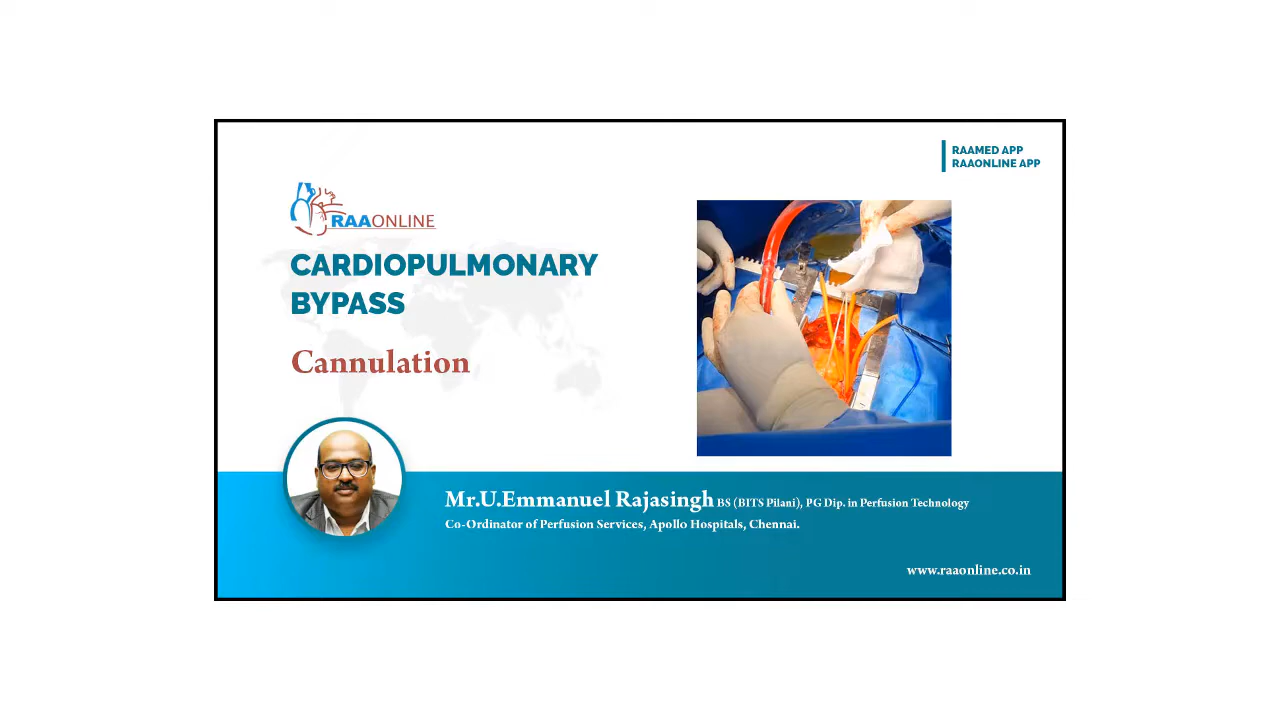 RAAMED APP
RAAONLINE APP
RAAONLINE
CARDIOPULMONARY
BYPASS
Cannulation
Mr.U.Emmanuel Rajasingh BS (BITS Pilani), PG Dip. in Perfusion Technology
Co-Ordinator of Perfusion Services, Apollo Hospitals, Chennai.
www.raaonline.co.in